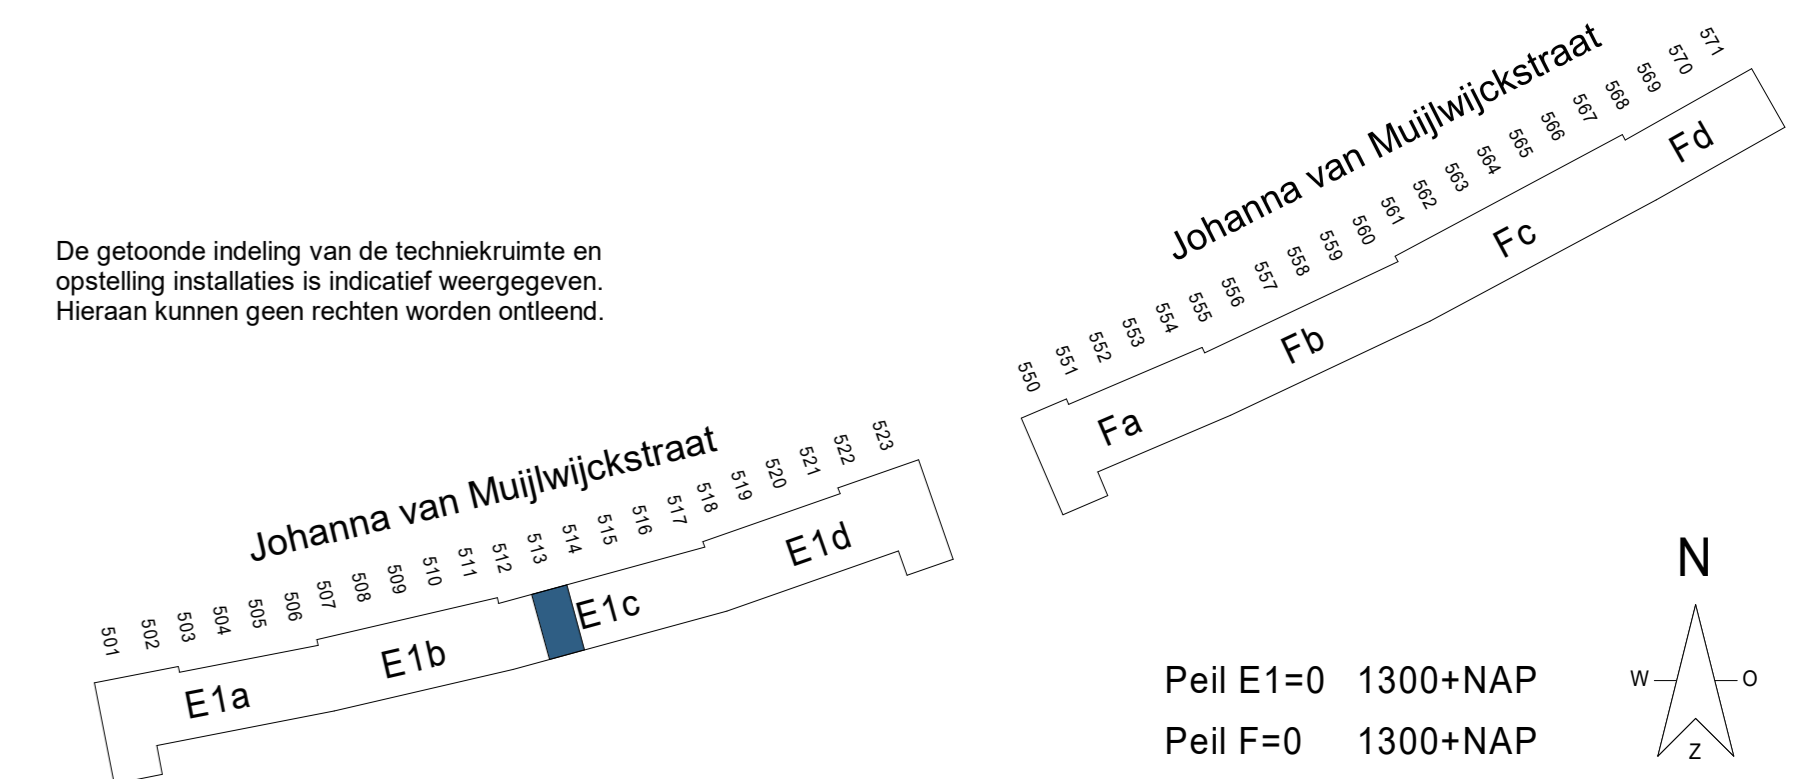 Johanna van Muijlwijckstraat
550 551 552 553 554 555 556 557 558 559 560 561 562 563 564 565 566 567 568 569 570 571
Fa Fb Fc Fd
De getoonde indeling van de techniekruimte en
opstelling installaties is indicatief weergegeven.
Hieraan kunnen geen rechten worden ontleend.
Johanna van Muijlwijckstraat
501 502 503 504 505 506 507 508 509 510 511 512 513 514 515 516 517 518 519 520 521 522 523
E1a E1b E1c E1d
Peil E1=0 1300+NAP
Peil F=0 1300+NAP
N
W O
Z